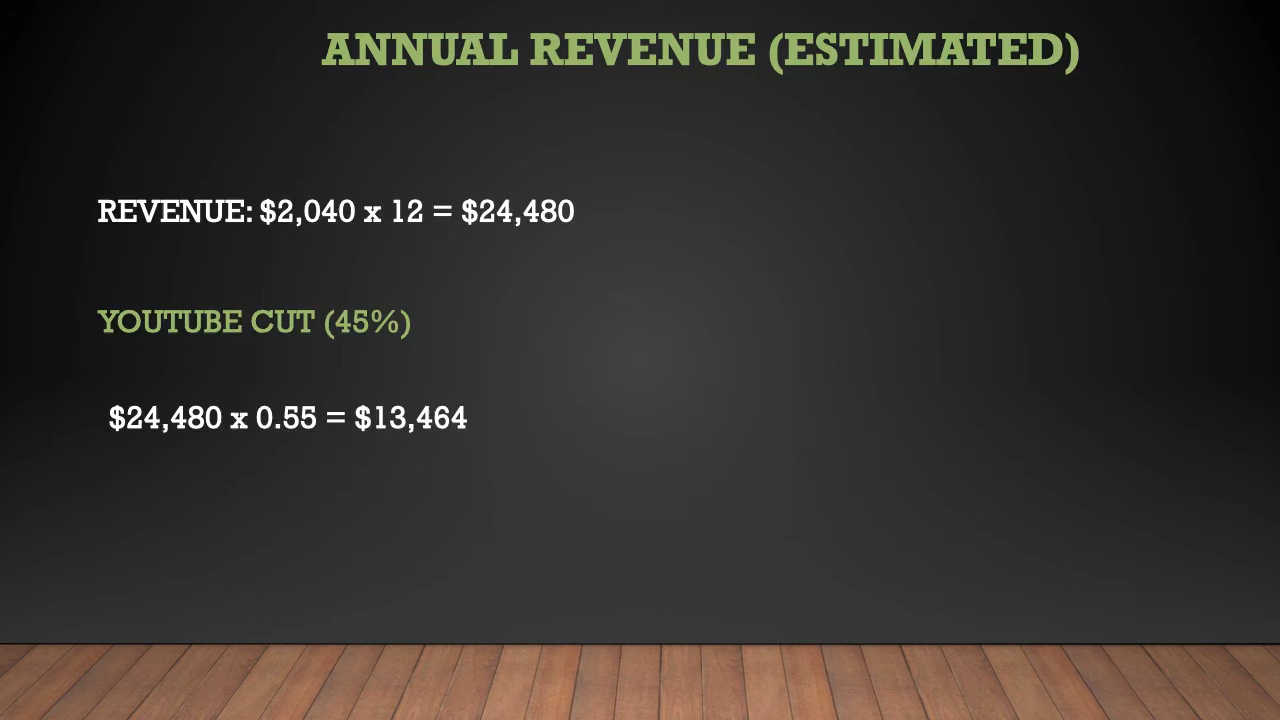 ANNUAL REVENUE (ESTIMATED)
REVENUE: $2,040 x 12 = $24,480
YOUTUBE CUT (45%)
$24,480 x 0.55 = $13,464